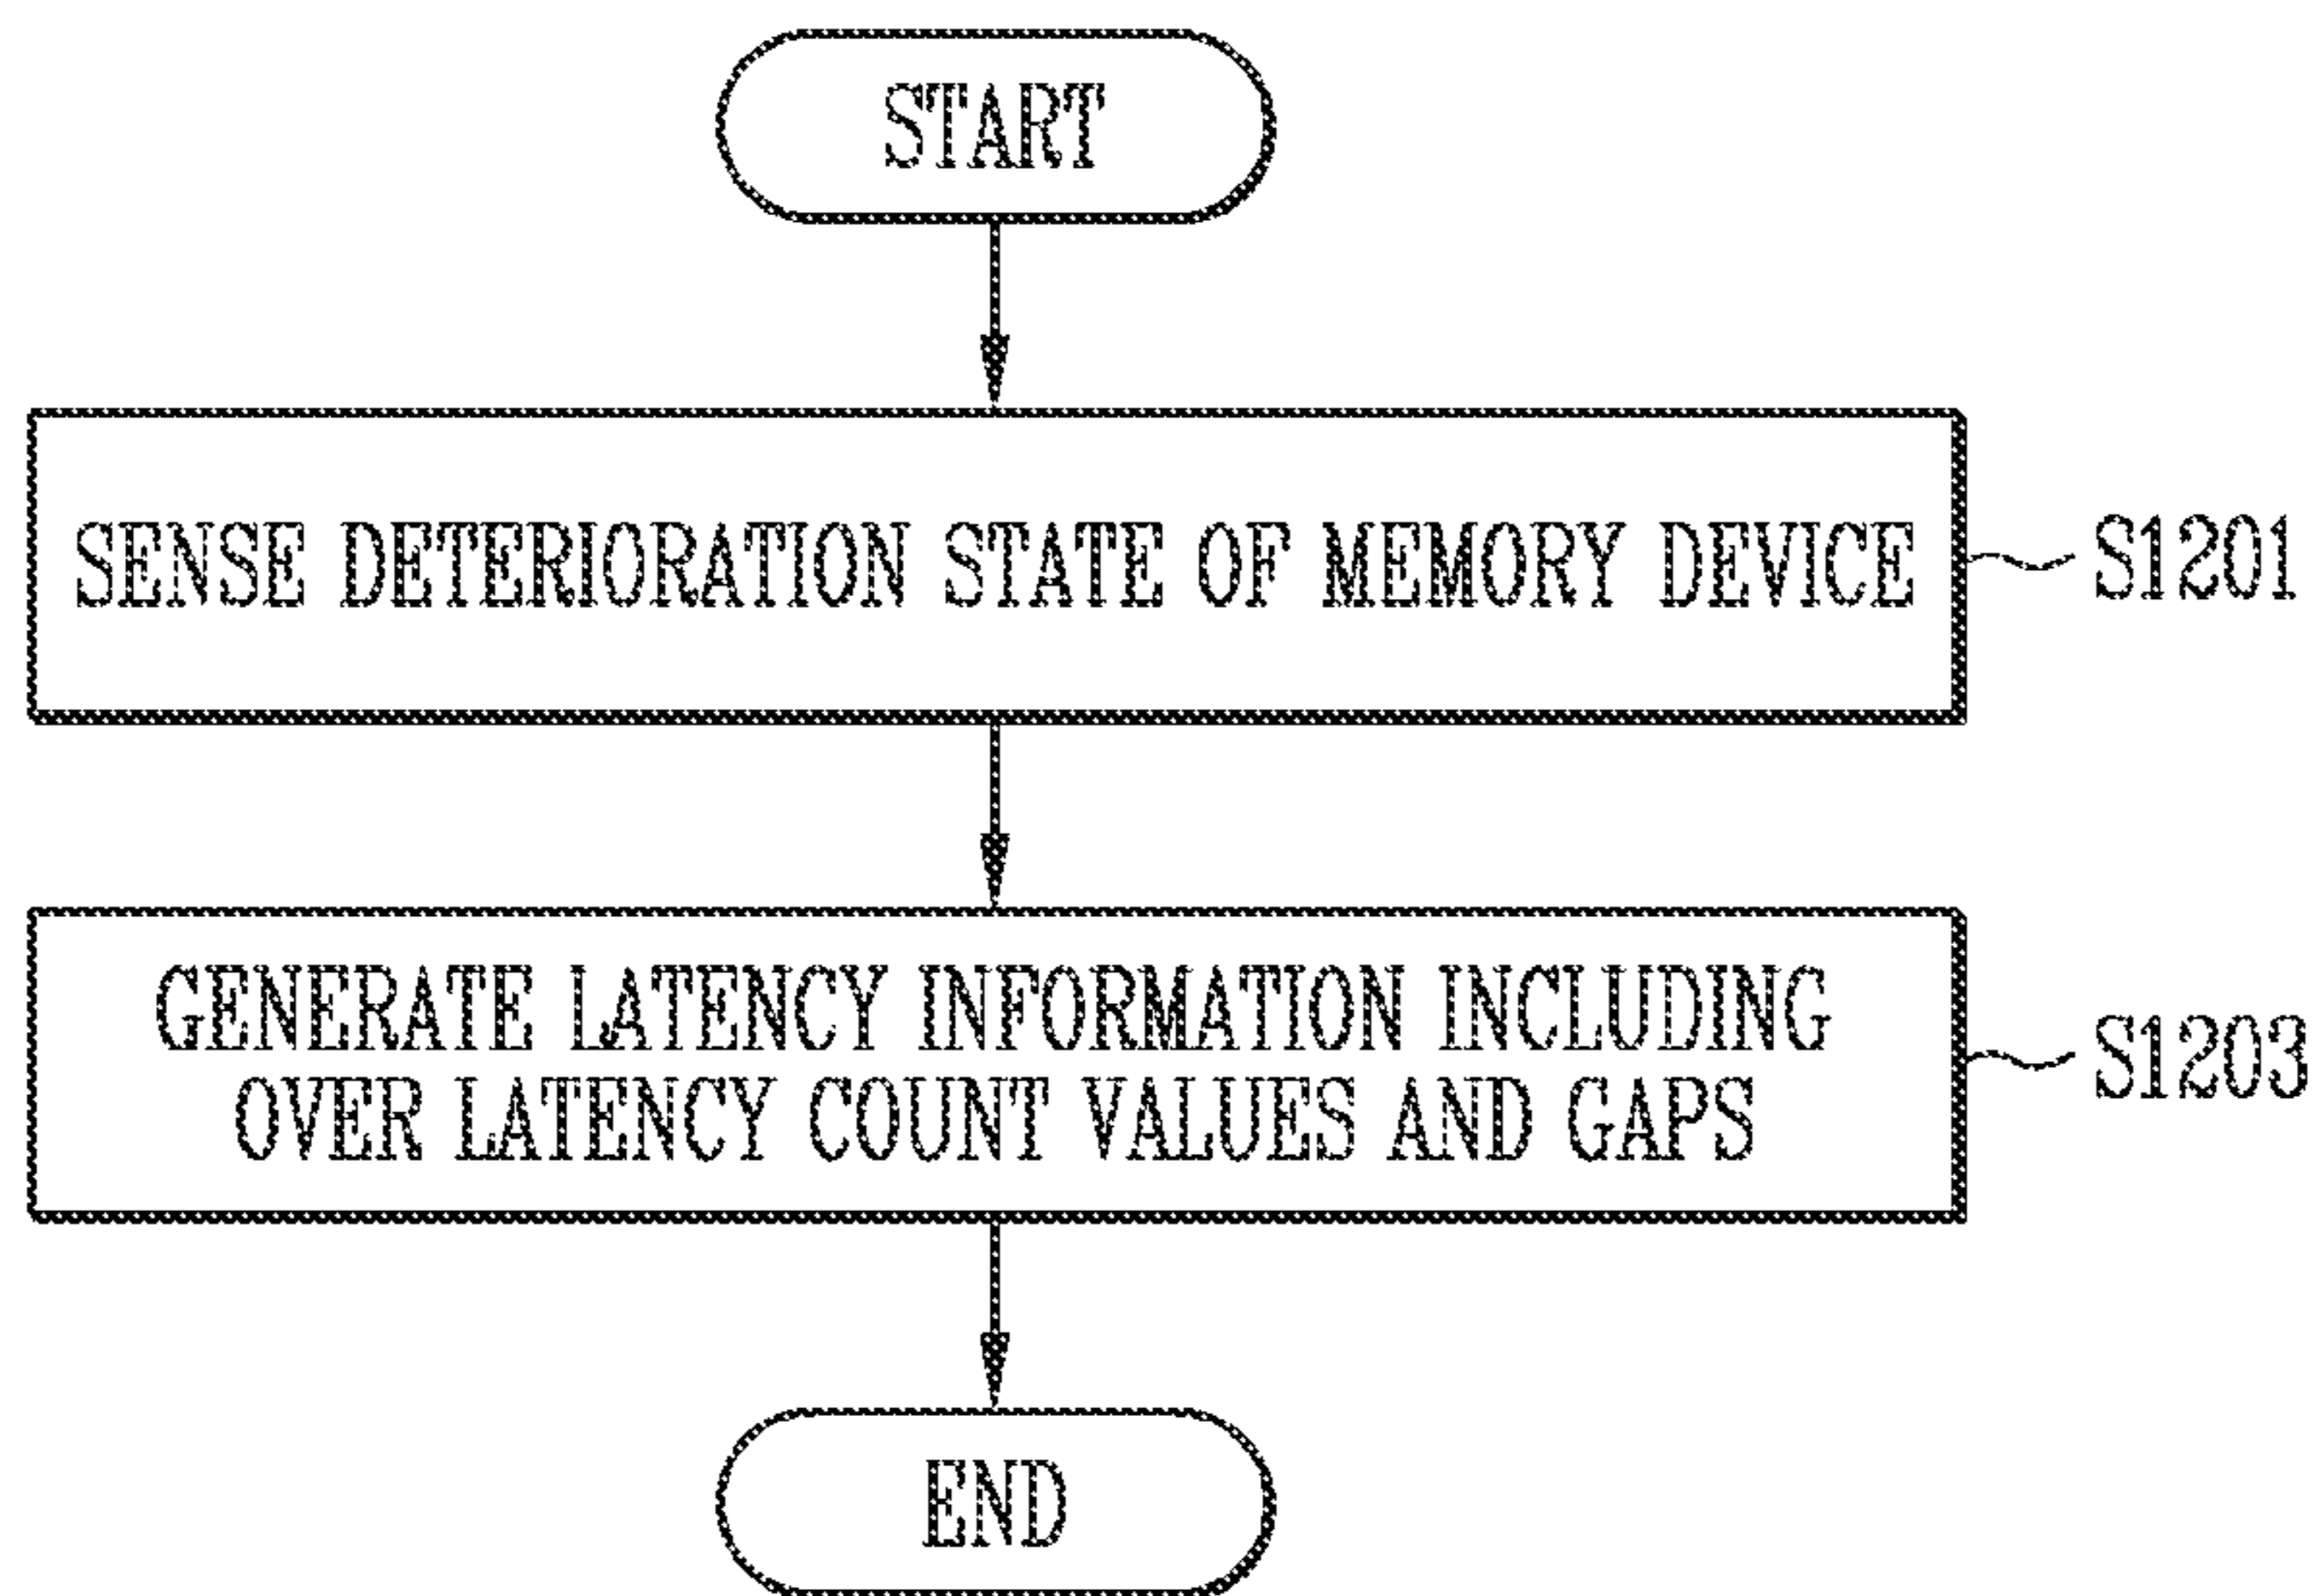 START
SENSE DETERIORATION STATE OF MEMORY DEVICE
S1201
GENERATE LATENCY INFORMATION INCLUDING
OVER LATENCY COUNT VALUES AND GAPS
S1203
END